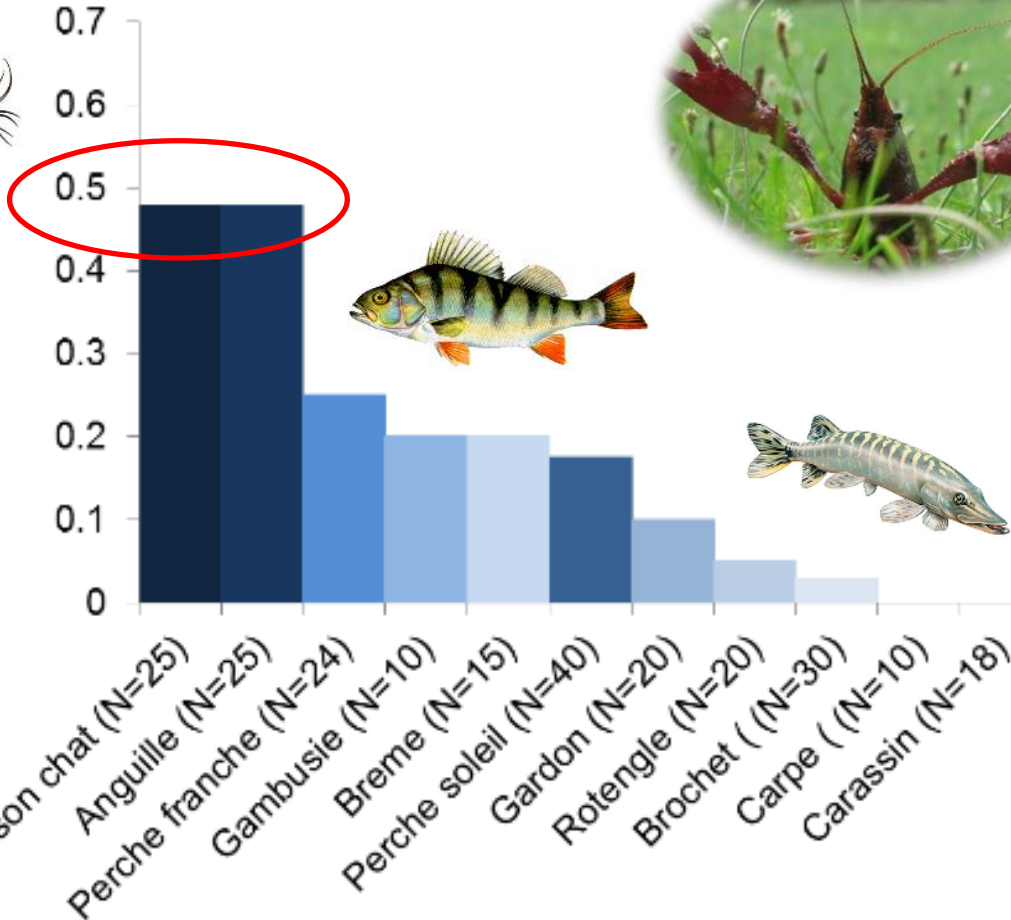 0.7
0.6
0.5
0.4
0.3
0.2
0.1
0
son chat (N=25)
Anguille (N=25)
Perche franche (N=24)
Gambusie (N=10)
Breme (N=15)
Perche soleil (N=40)
Gardon (N=20)
Rotengle (N=20)
Brochet ( (N=30)
Carpe ( (N=10)
Carassin (N=18)